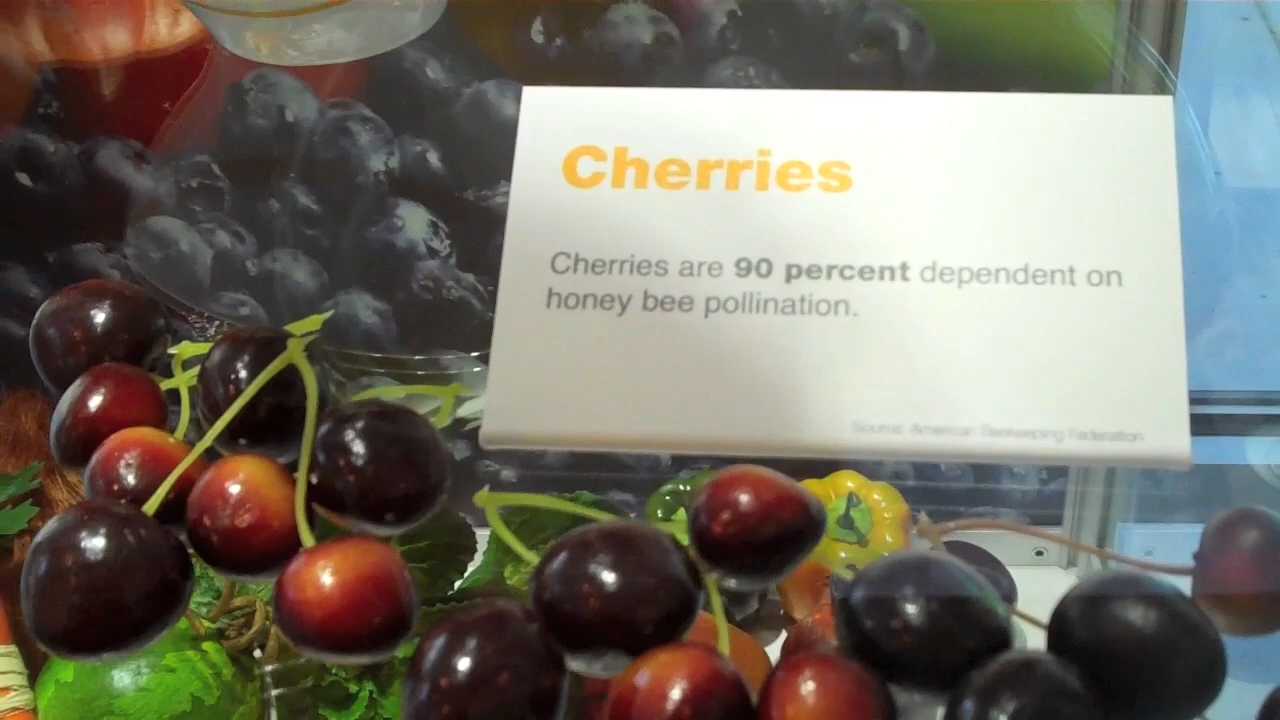 Cherries
Cherries are 90 percent dependent on
honey bee pollination.
Source: American Beekeeping Federation